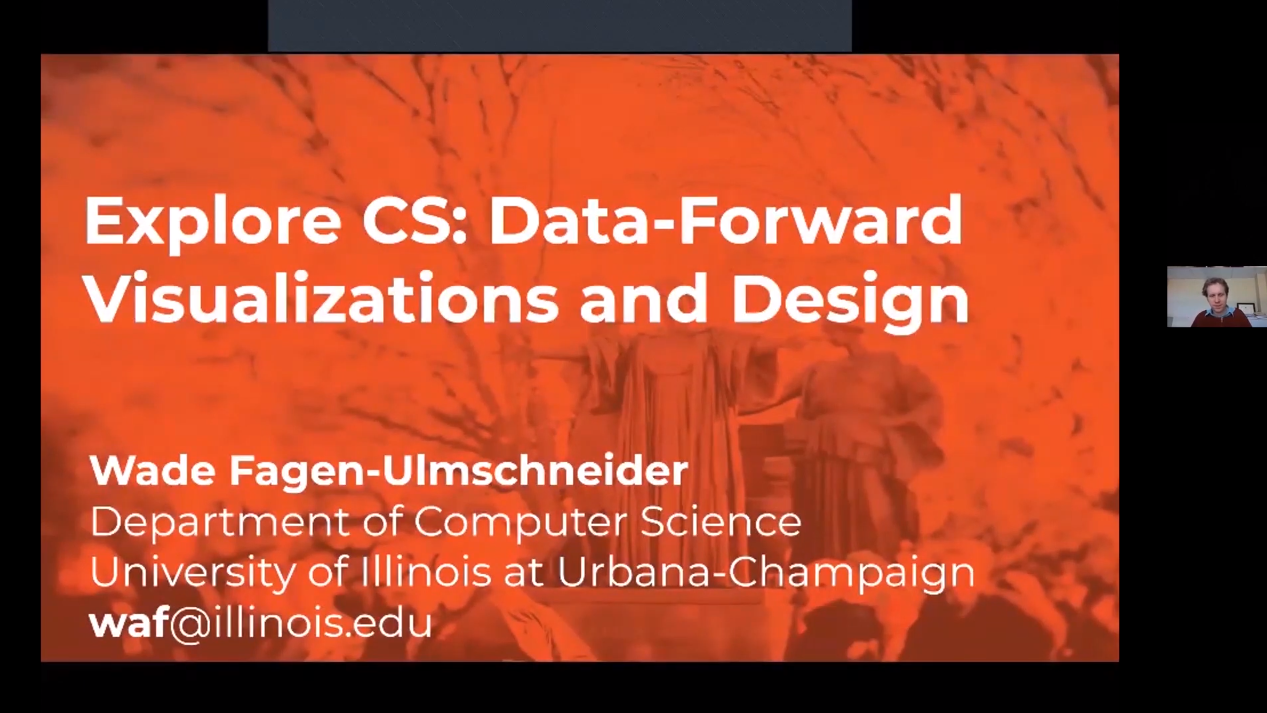 Explore CS: Data-Forward
Visualizations and Design
Wade Fagen-Ulmschneider
Department of Computer Science
University of Illinois at Urbana-Champaign
waf@illinois.edu